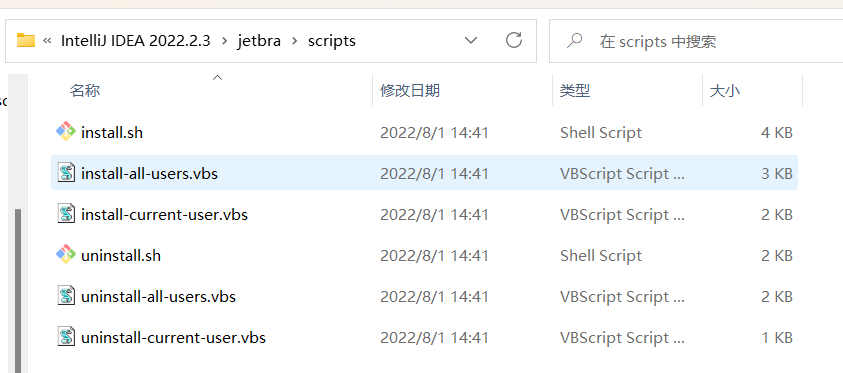 « IntelliJ IDEA 2022.2.3 > jetbra > scripts 在 scripts 中搜索
名称 修改日期 类型 大小
install.sh 2022/8/1 14:41 Shell Script 4 KB
install-all-users.vbs 2022/8/1 14:41 VBScript Script ... 3 KB
install-current-user.vbs 2022/8/1 14:41 VBScript Script ... 2 KB
uninstall.sh 2022/8/1 14:41 Shell Script 2 KB
uninstall-all-users.vbs 2022/8/1 14:41 VBScript Script ... 2 KB
uninstall-current-user.vbs 2022/8/1 14:41 VBScript Script ... 1 KB